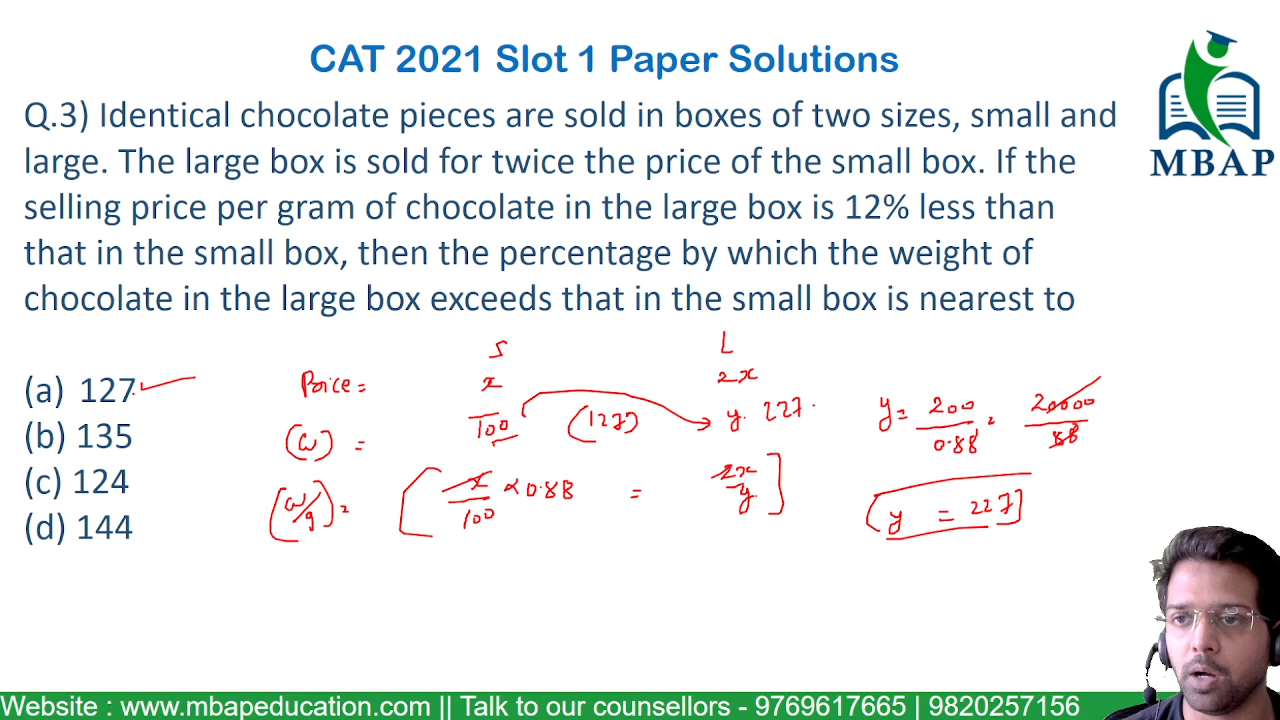 CAT 2021 Slot 1 Paper Solutions
MBAP
Q.3) Identical chocolate pieces are sold in boxes of two sizes, small and
large. The large box is sold for twice the price of the small box. If the
selling price per gram of chocolate in the large box is 12% less than
that in the small box, then the percentage by which the weight of
chocolate in the large box exceeds that in the small box is nearest to
(a) 127
(b) 135
(c) 124
(d) 144
S L
Price = x 2x
(W) = 100 (127) y. 227
(W/g) = x/100 × 0.88 = 2x/y
y = 200/0.88 = 20000/88
y = 227
Website : www.mbapeducation.com || Talk to our counsellors - 9769617665 | 9820257156